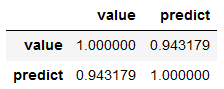 value predict
value 1.000000 0.943179
predict 0.943179 1.000000